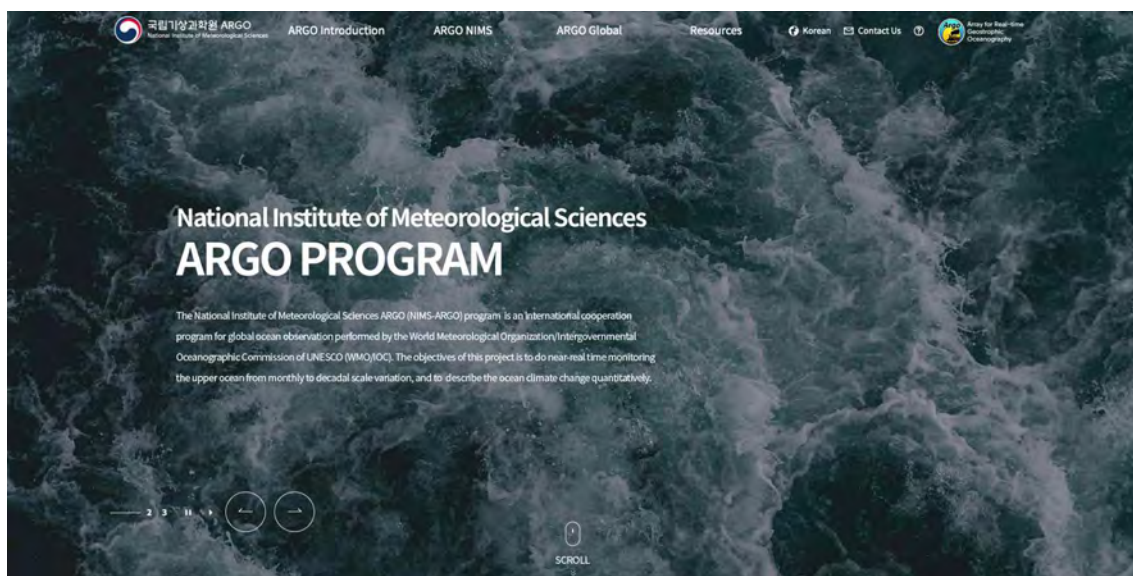 국립기상과학원 ARGO
National Institute of Meteorological Sciences
ARGO Introduction
ARGO NIMS
ARGO Global
Resources
Korean
Contact Us
Argo
Array for Real-time
Geostrophic
Oceanography
National Institute of Meteorological Sciences
ARGO PROGRAM
The National Institute of Meteorological Sciences ARGO (NIMS-ARGO) program is an international cooperation
program for global ocean observation performed by the World Meteorological Organization/Intergovernmental
Oceanographic Commission of UNESCO (WMO/IOC). The objectives of this project is to do near-real time monitoring
the upper ocean from monthly to decadal scale variation, and to describe the ocean climate change quantitatively.
2 3
SCROLL